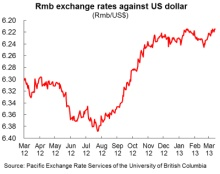 Rmb exchange rates against US dollar
(Rmb/US$)
6.20
6.22
6.24
6.26
6.28
6.30
6.32
6.34
6.36
6.38
6.40
Mar Apr May Jun Jul Aug Sep Oct Nov Dec Jan Feb Mar
12 12 12 12 12 12 12 12 12 12 13 13 13
Source: Pacific Exchange Rate Services of the University of British Columbia